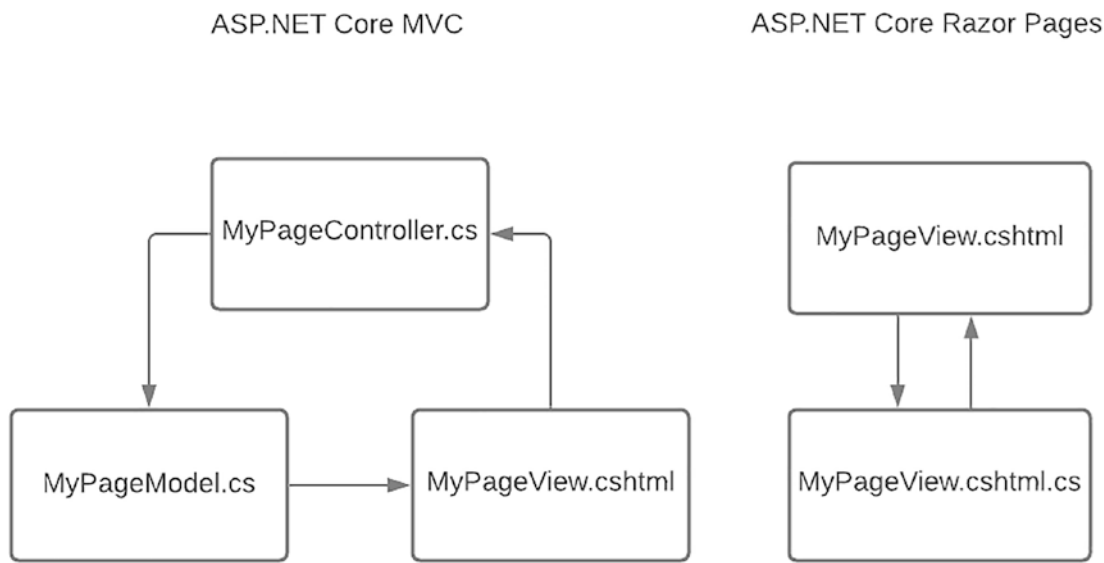 ASP.NET Core MVC
ASP.NET Core Razor Pages
MyPageController.cs
MyPageView.cshtml
MyPageModel.cs
MyPageView.cshtml
MyPageView.cshtml.cs